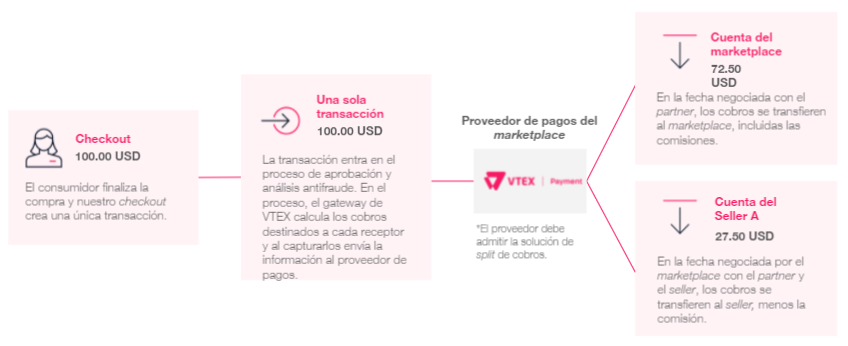 Checkout
100.00 USD
El consumidor finaliza la
compra y nuestro checkout
crea una única transacción.
Una sola
transacción
100.00 USD
La transacción entra en el
proceso de aprobación y
análisis antifraude. En el
proceso, el gateway de
VTEX calcula los cobros
destinados a cada receptor
y al capturarlos envía la
información al proveedor de
pagos.
Proveedor de pagos del
marketplace
VTEX | Payment
*El proveedor debe
admitir la solución de
split de cobros.
Cuenta del
marketplace
72.50
USD
En la fecha negociada con el
partner, los cobros se transfieren
al marketplace, incluidas las
comisiones.
Cuenta del
Seller A
27.50 USD
En la fecha negociada por el
marketplace con el partner y
el seller, los cobros se
transfieren al seller, menos la
comisión.